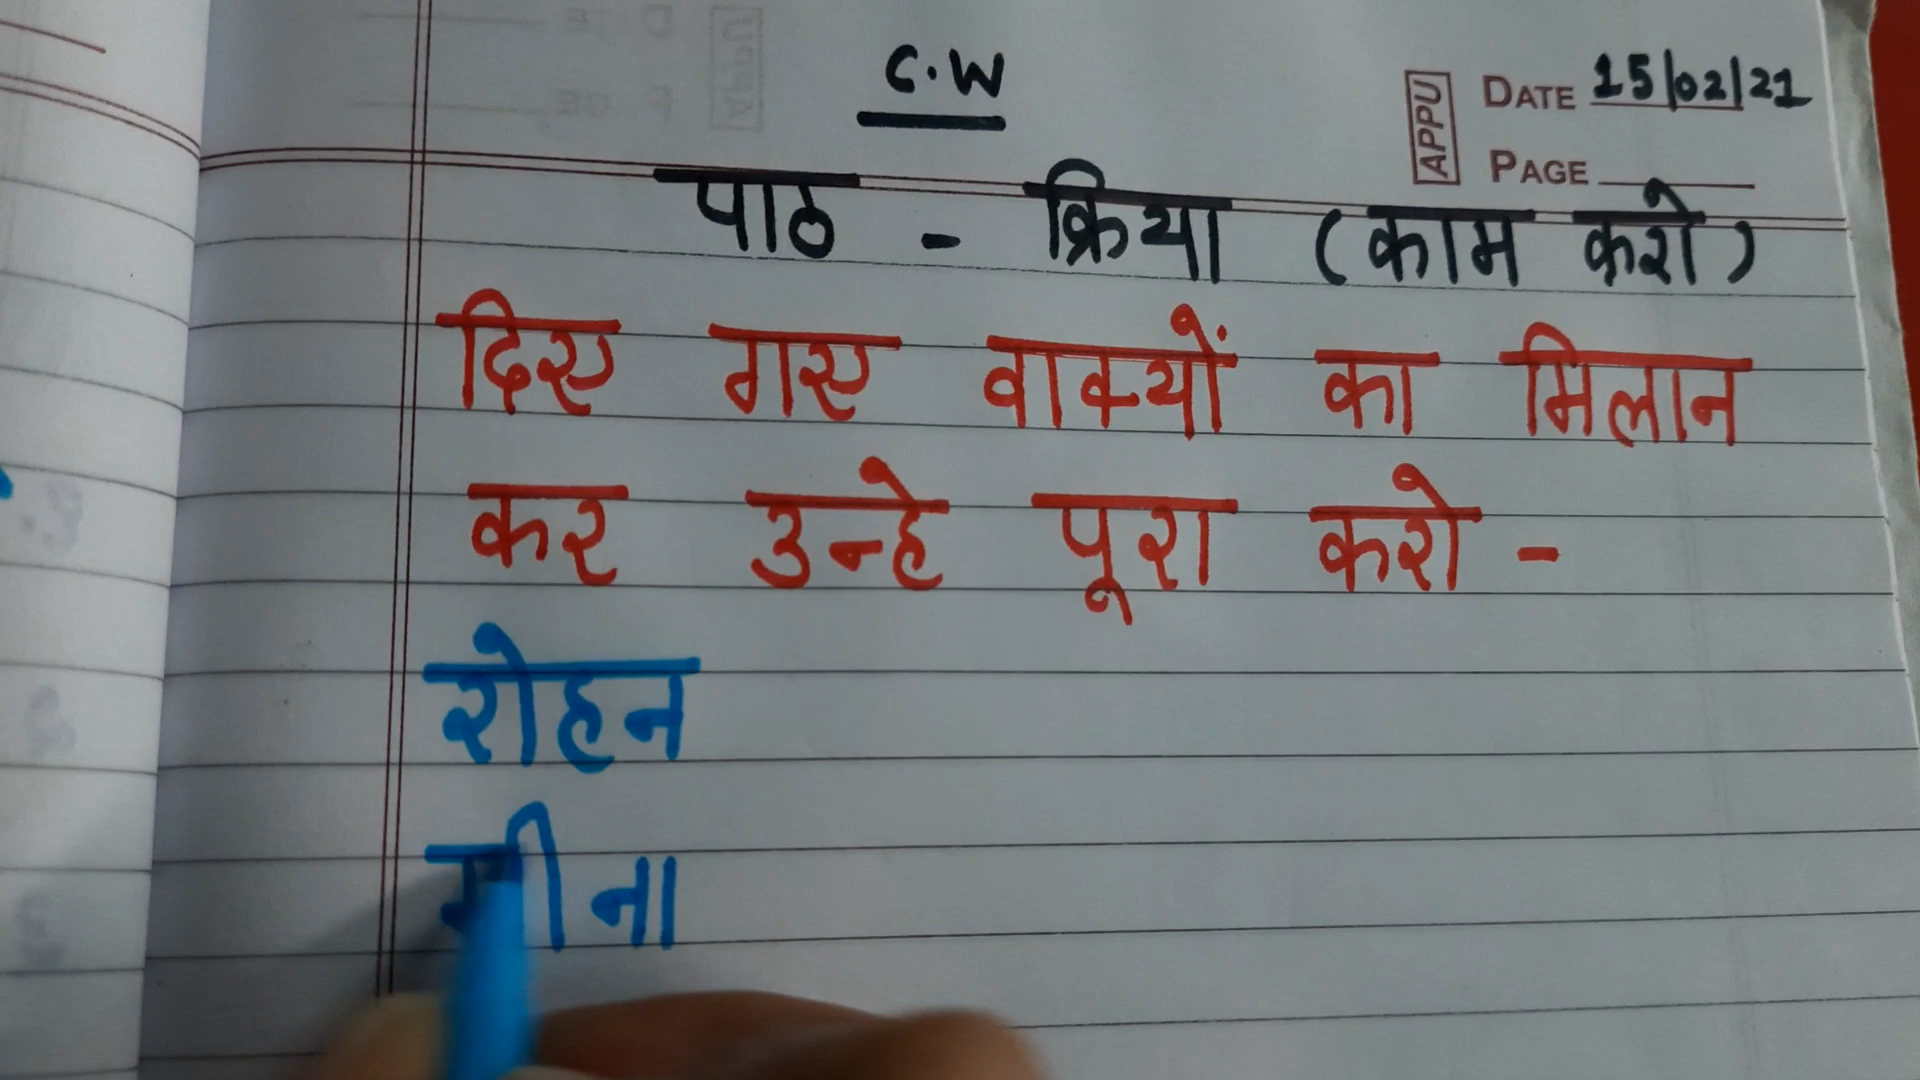 C.W
APPU
DATE 15/02/21
PAGE
पाठ - क्रिया (काम करो)
दिए गए वाक्यों का मिलान
कर उन्हे पूरा करो -
रोहन
मीना